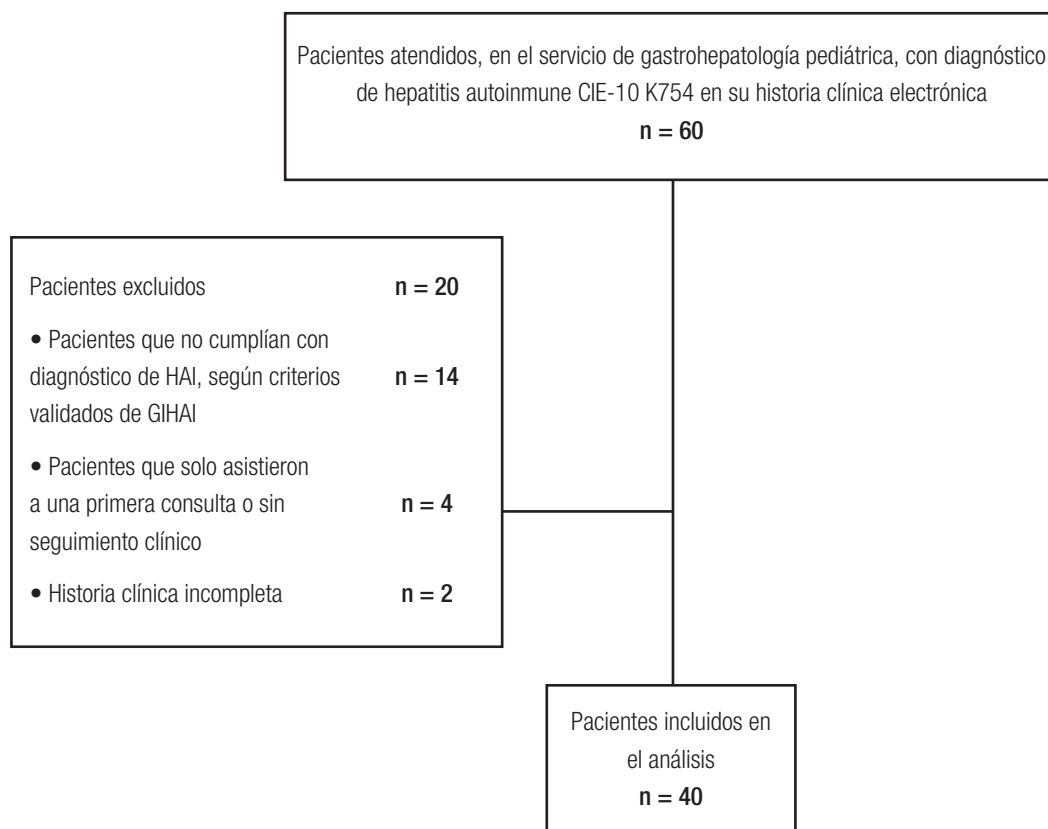 Pacientes atendidos, en el servicio de gastrohepatología pediátrica, con diagnóstico
de hepatitis autoinmune CIE-10 K754 en su historia clínica electrónica
n = 60
Pacientes excluidos n = 20
• Pacientes que no cumplían con
diagnóstico de HAI, según criterios n = 14
validados de GIHAI
• Pacientes que solo asistieron
a una primera consulta o sin n = 4
seguimiento clínico
• Historia clínica incompleta n = 2
Pacientes incluidos en
el análisis
n = 40